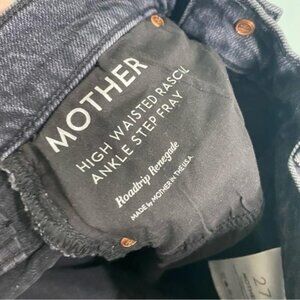 MOTHER
HIGH WAISTED RASCAL
ANKLE STEP FRAY
Roadtrip Renegade
MADE by MOTHER IN THE U.S.A.
27